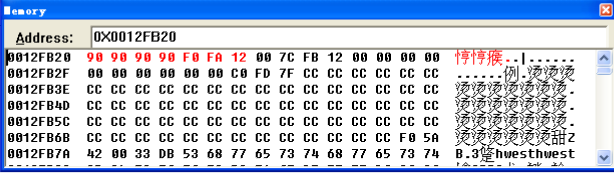 Memory
Address: 0X0012FB20
0012FB20 90 90 90 90 F0 FA 12 00 7C FB 12 00 00 00 00 悙悙瘿..|......
0012FB2F 00 00 00 00 00 00 C0 FD 7F CC CC CC CC CC CC ......例.烫烫烫
0012FB3E CC CC CC CC CC CC CC CC CC CC CC CC CC CC CC 烫烫烫烫烫烫烫.
0012FB4D CC CC CC CC CC CC CC CC CC CC CC CC CC CC CC 烫烫烫烫烫烫烫.
0012FB5C CC CC CC CC CC CC CC CC CC CC CC CC CC CC CC 烫烫烫烫烫烫烫.
0012FB6B CC CC CC CC CC CC CC CC CC CC CC CC CC F0 5A 烫烫烫烫烫烫甜Z
0012FB7A 42 00 33 DB 53 68 77 65 73 74 68 77 65 73 74 B.3跾hwesthwest